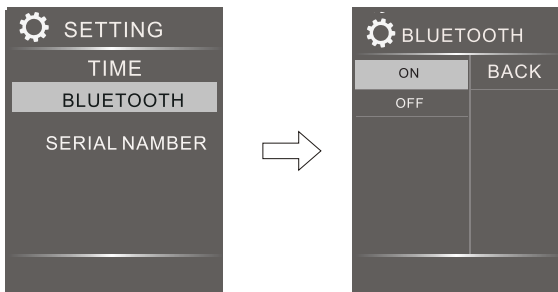 SETTING
TIME
BLUETOOTH
SERIAL NAMBER
BLUETOOTH
ON
BACK
OFF